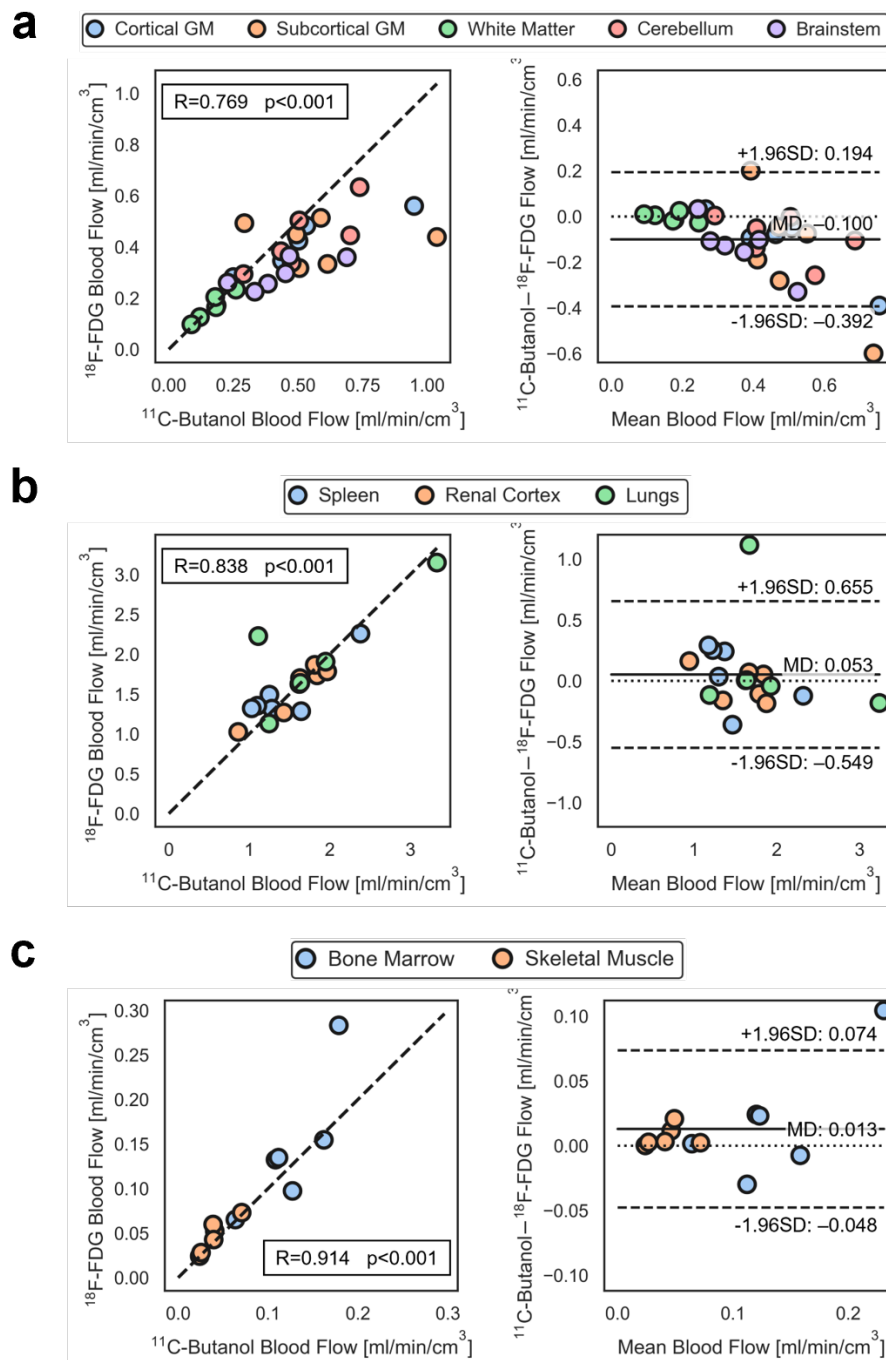 a
Cortical GM Subcortical GM White Matter Cerebellum Brainstem
R=0.769 p<0.001
1.0
0.8
0.6
0.4
0.2
0.0
¹⁸F-FDG Blood Flow [ml/min/cm³]
0.00 0.25 0.50 0.75 1.00
¹¹C-Butanol Blood Flow [ml/min/cm³]
0.6
0.4
0.2
0.0
−0.2
−0.4
−0.6
¹¹C-Butanol−¹⁸F-FDG Flow [ml/min/cm³]
+1.96SD: 0.194
MD: −0.100
-1.96SD: −0.392
0.0 0.2 0.4 0.6
Mean Blood Flow [ml/min/cm³]
b
Spleen Renal Cortex Lungs
R=0.838 p<0.001
3.0
2.5
2.0
1.5
1.0
0.5
0.0
¹⁸F-FDG Blood Flow [ml/min/cm³]
0 1 2 3
¹¹C-Butanol Blood Flow [ml/min/cm³]
1.0
0.5
0.0
−0.5
−1.0
¹¹C-Butanol−¹⁸F-FDG Flow [ml/min/cm³]
+1.96SD: 0.655
MD: 0.053
-1.96SD: −0.549
0 1 2 3
Mean Blood Flow [ml/min/cm³]
c
Bone Marrow Skeletal Muscle
0.30
0.25
0.20
0.15
0.10
0.05
0.00
¹⁸F-FDG Blood Flow [ml/min/cm³]
R=0.914 p<0.001
0.0 0.1 0.2 0.3
¹¹C-Butanol Blood Flow [ml/min/cm³]
0.10
0.05
0.00
−0.05
−0.10
¹¹C-Butanol−¹⁸F-FDG Flow [ml/min/cm³]
+1.96SD: 0.074
MD: 0.013
-1.96SD: −0.048
0.0 0.1 0.2
Mean Blood Flow [ml/min/cm³]